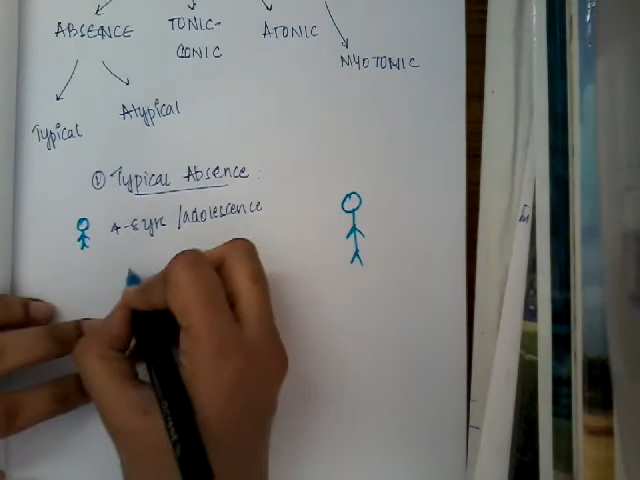 ABSENCE
TONIC-
CONIC
ATONIC
MYOTONIC
Typical
Atypical
① Typical Absence :
4-8yrs /adolescence